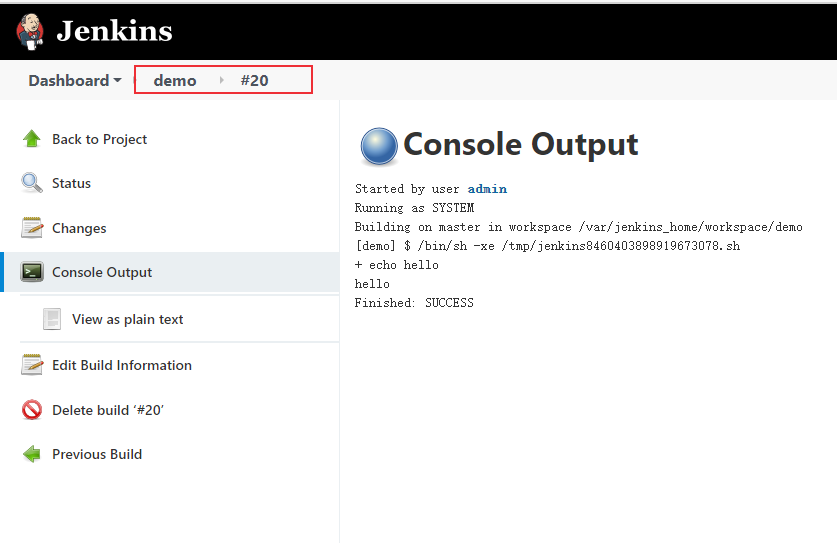 Jenkins
Dashboard demo #20
Back to Project
Status
Changes
Console Output
View as plain text
Edit Build Information
Delete build ‘#20’
Previous Build
Console Output
Started by user admin
Running as SYSTEM
Building on master in workspace /var/jenkins_home/workspace/demo
[demo] $ /bin/sh -xe /tmp/jenkins8460403898919673078.sh
+ echo hello
hello
Finished: SUCCESS